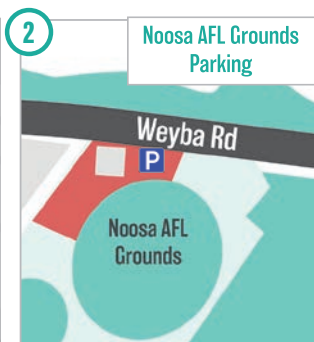 2
Noosa AFL Grounds
Parking
Weyba Rd
P
Noosa AFL
Grounds